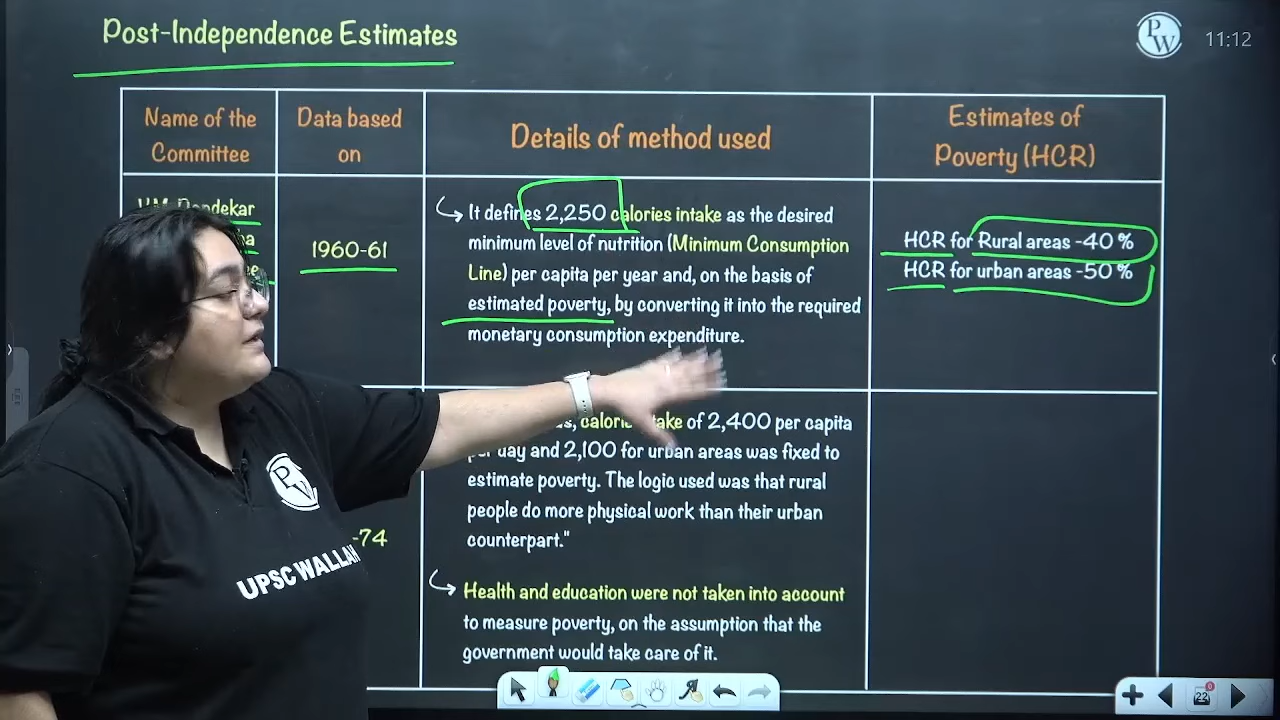 Post-Independence Estimates
PW
11:12
Name of the
Committee
Data based
on
Details of method used
Estimates of
Poverty (HCR)
1960-61
It defines 2,250 calories intake as the desired
minimum level of nutrition (Minimum Consumption
Line) per capita per year and, on the basis of
estimated poverty, by converting it into the required
monetary consumption expenditure.
HCR for Rural areas -40 %
HCR for urban areas -50 %
-74
of 2,400 per capita
day and 2,100 for urban areas was fixed to
estimate poverty. The logic used was that rural
people do more physical work than their urban
counterpart."
Health and education were not taken into account
to measure poverty, on the assumption that the
government would take care of it.
PW
UPSC WALLAH
22